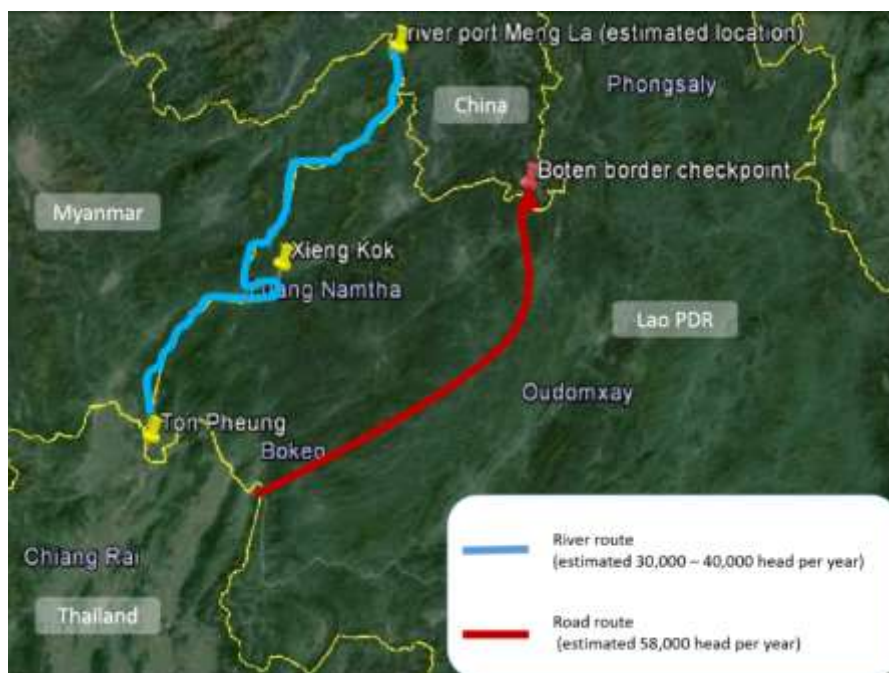 river port Meng La (estimated location)
Phongsaly
China
Boten border checkpoint
Myanmar
Xieng Kok
Luang Namtha
Lao PDR
Oudomxay
Ton Pheung
Bokeo
Chiang Rai
Thailand
River route
(estimated 30,000 – 40,000 head per year)
Road route
(estimated 58,000 head per year)